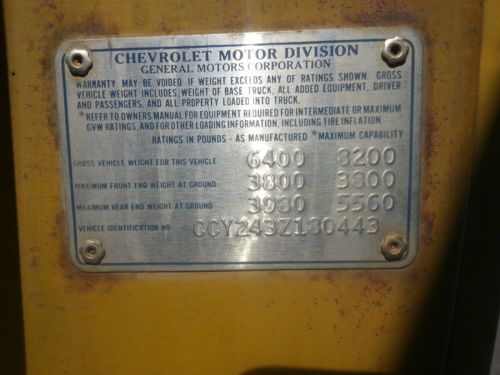 CHEVROLET MOTOR DIVISION
GENERAL MOTORS CORPORATION
WARRANTY MAY BE VOIDED IF WEIGHT EXCEEDS ANY OF RATINGS SHOWN. GROSS
VEHICLE WEIGHT INCLUDES WEIGHT OF BASE TRUCK, ALL ADDED EQUIPMENT, DRIVER
AND PASSENGERS, AND ALL PROPERTY LOADED INTO TRUCK.
*REFER TO OWNERS MANUAL FOR EQUIPMENT REQUIRED FOR INTERMEDIATE OR MAXIMUM
GVW RATINGS, AND FOR OTHER LOADING INFORMATION, INCLUDING TIRE INFLATION.
RATINGS IN POUNDS - AS MANUFACTURED *MAXIMUM CAPABILITY
GROSS VEHICLE WEIGHT FOR THIS VEHICLE 6400 8200
MAXIMUM FRONT END WEIGHT AT GROUND 3800 3800
MAXIMUM REAR END WEIGHT AT GROUND 3980 5560
VEHICLE IDENTIFICATION NO CCY243Z130443